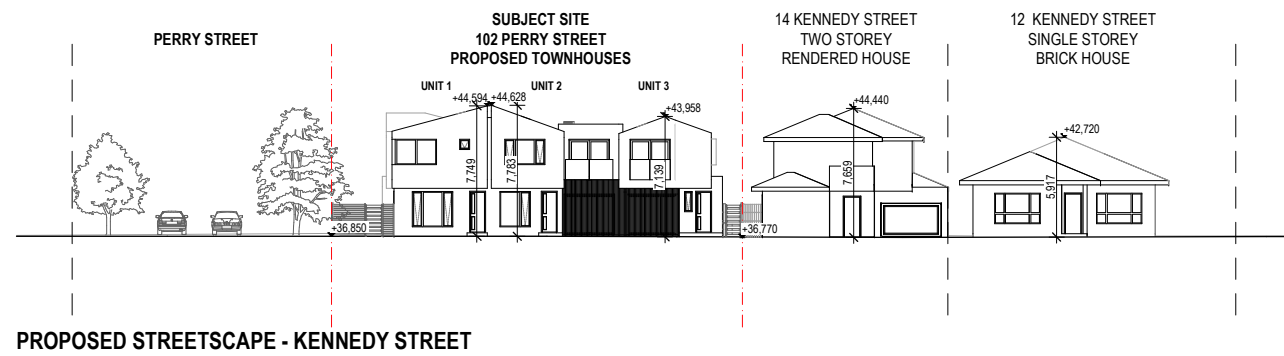 PERRY STREET
SUBJECT SITE
102 PERRY STREET
PROPOSED TOWNHOUSES
14 KENNEDY STREET
TWO STOREY
RENDERED HOUSE
12 KENNEDY STREET
SINGLE STOREY
BRICK HOUSE
UNIT 1
UNIT 2
UNIT 3
+44,594
+44,628
+43,958
+44,440
+42,720
7,749
7,783
7,139
7,659
5,917
+36,850
+36,770
PROPOSED STREETSCAPE - KENNEDY STREET